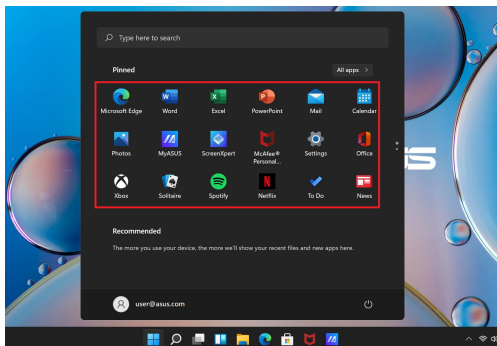 Type here to search
Pinned
All apps >
Microsoft Edge Word Excel PowerPoint Mail Calendar
Photos MyASUS ScreenXpert McAfee® Settings Office
Personal...
Xbox Solitaire Spotify Netflix To Do News
Recommended
The more you use your device, the more we'll show your recent files and new apps here.
user@asus.com